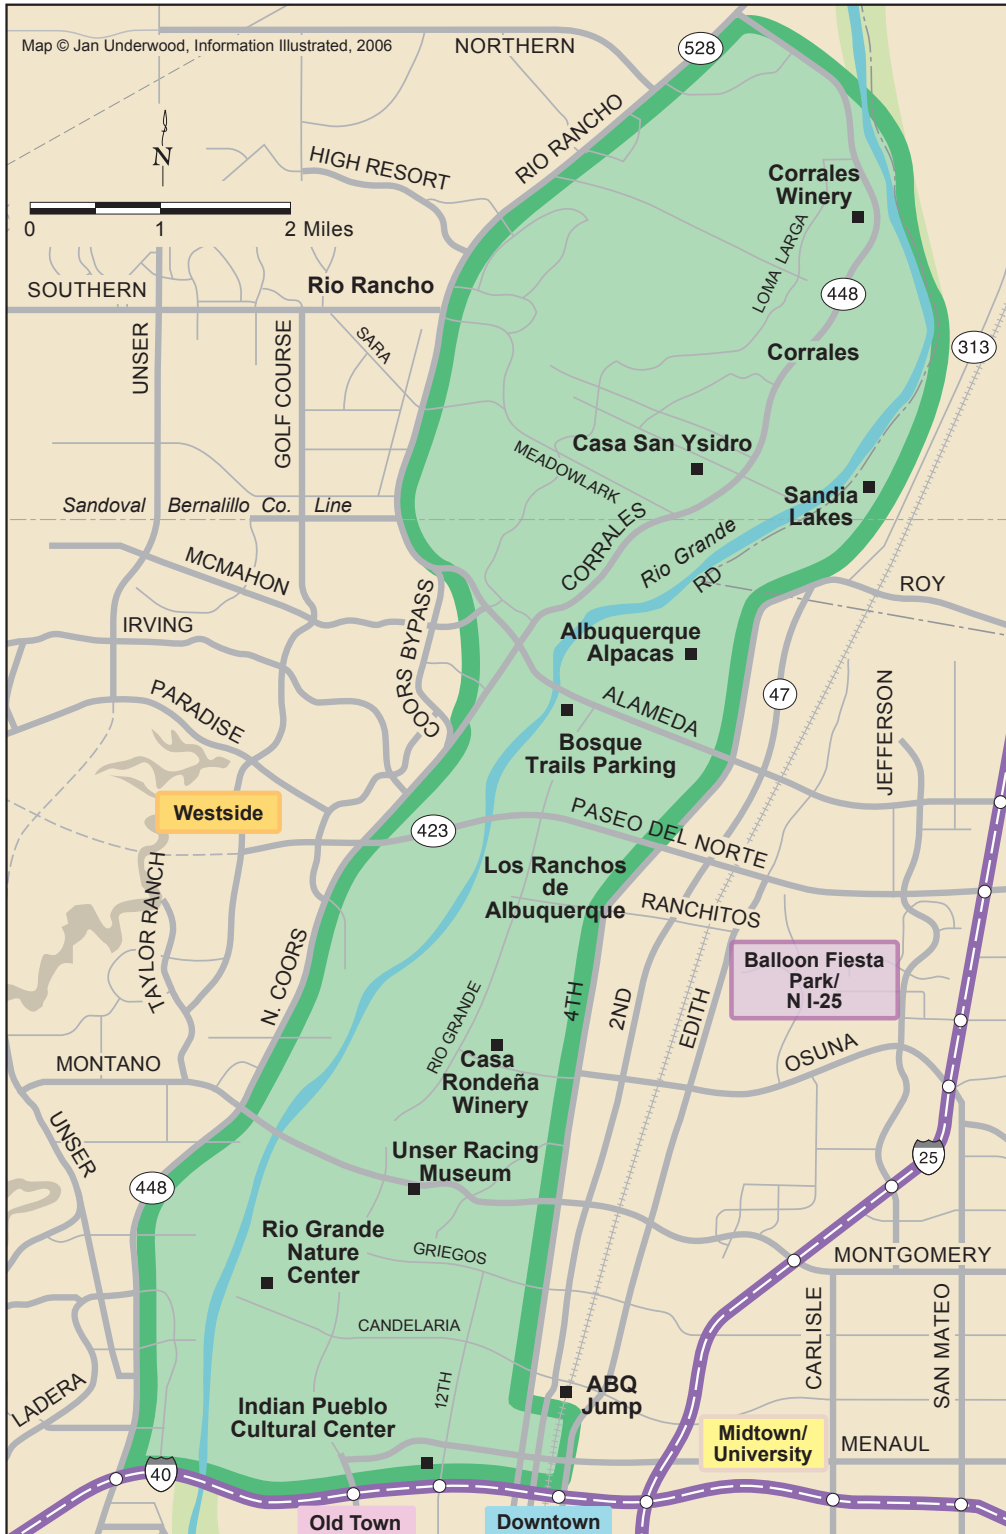 Map © Jan Underwood, Information Illustrated, 2006
NORTHERN
528
RIO RANCHO
N
HIGH RESORT
0 1 2 Miles
Corrales
Winery
LOMA LARGA
448
Rio Rancho
SOUTHERN
UNSER
GOLF COURSE
SARA
313
Corrales
Casa San Ysidro
MEADOWLARK
Sandia
Lakes
Sandoval Bernalillo Co. Line
CORRALES
Rio Grande
RD
MCMAHON
ROY
IRVING
COORS BYPASS
Albuquerque
Alpacas
PARADISE
ALAMEDA
47
JEFFERSON
Bosque
Trails Parking
Westside
423
PASEO DEL NORTE
Los Ranchos
de
Albuquerque
RANCHITOS
TAYLOR RANCH
N. COORS
Balloon Fiesta
Park/
N I-25
RIO GRANDE
4TH
2ND
EDITH
OSUNA
MONTANO
Casa
Rondeña
Winery
UNSER
Unser Racing
Museum
25
448
Rio Grande
Nature
Center
GRIEGOS
MONTGOMERY
CANDELARIA
CARLISLE
SAN MATEO
LADERA
12TH
ABQ
Jump
Indian Pueblo
Cultural Center
Midtown/
University
MENAUL
40
Old Town
Downtown